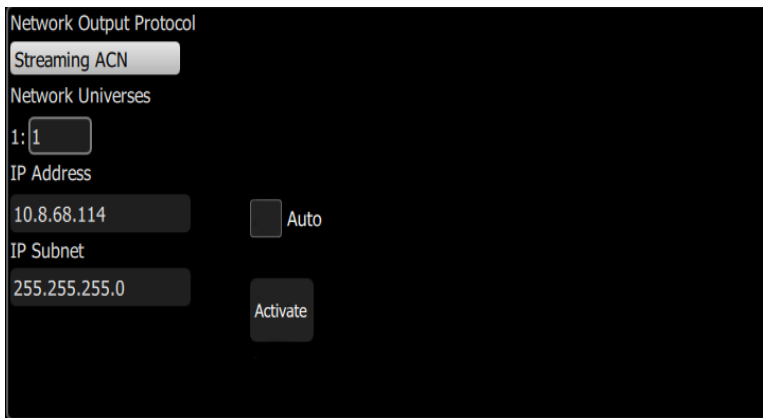 Network Output Protocol
Streaming ACN
Network Universes
1: 1
IP Address
10.8.68.114
Auto
IP Subnet
255.255.255.0
Activate